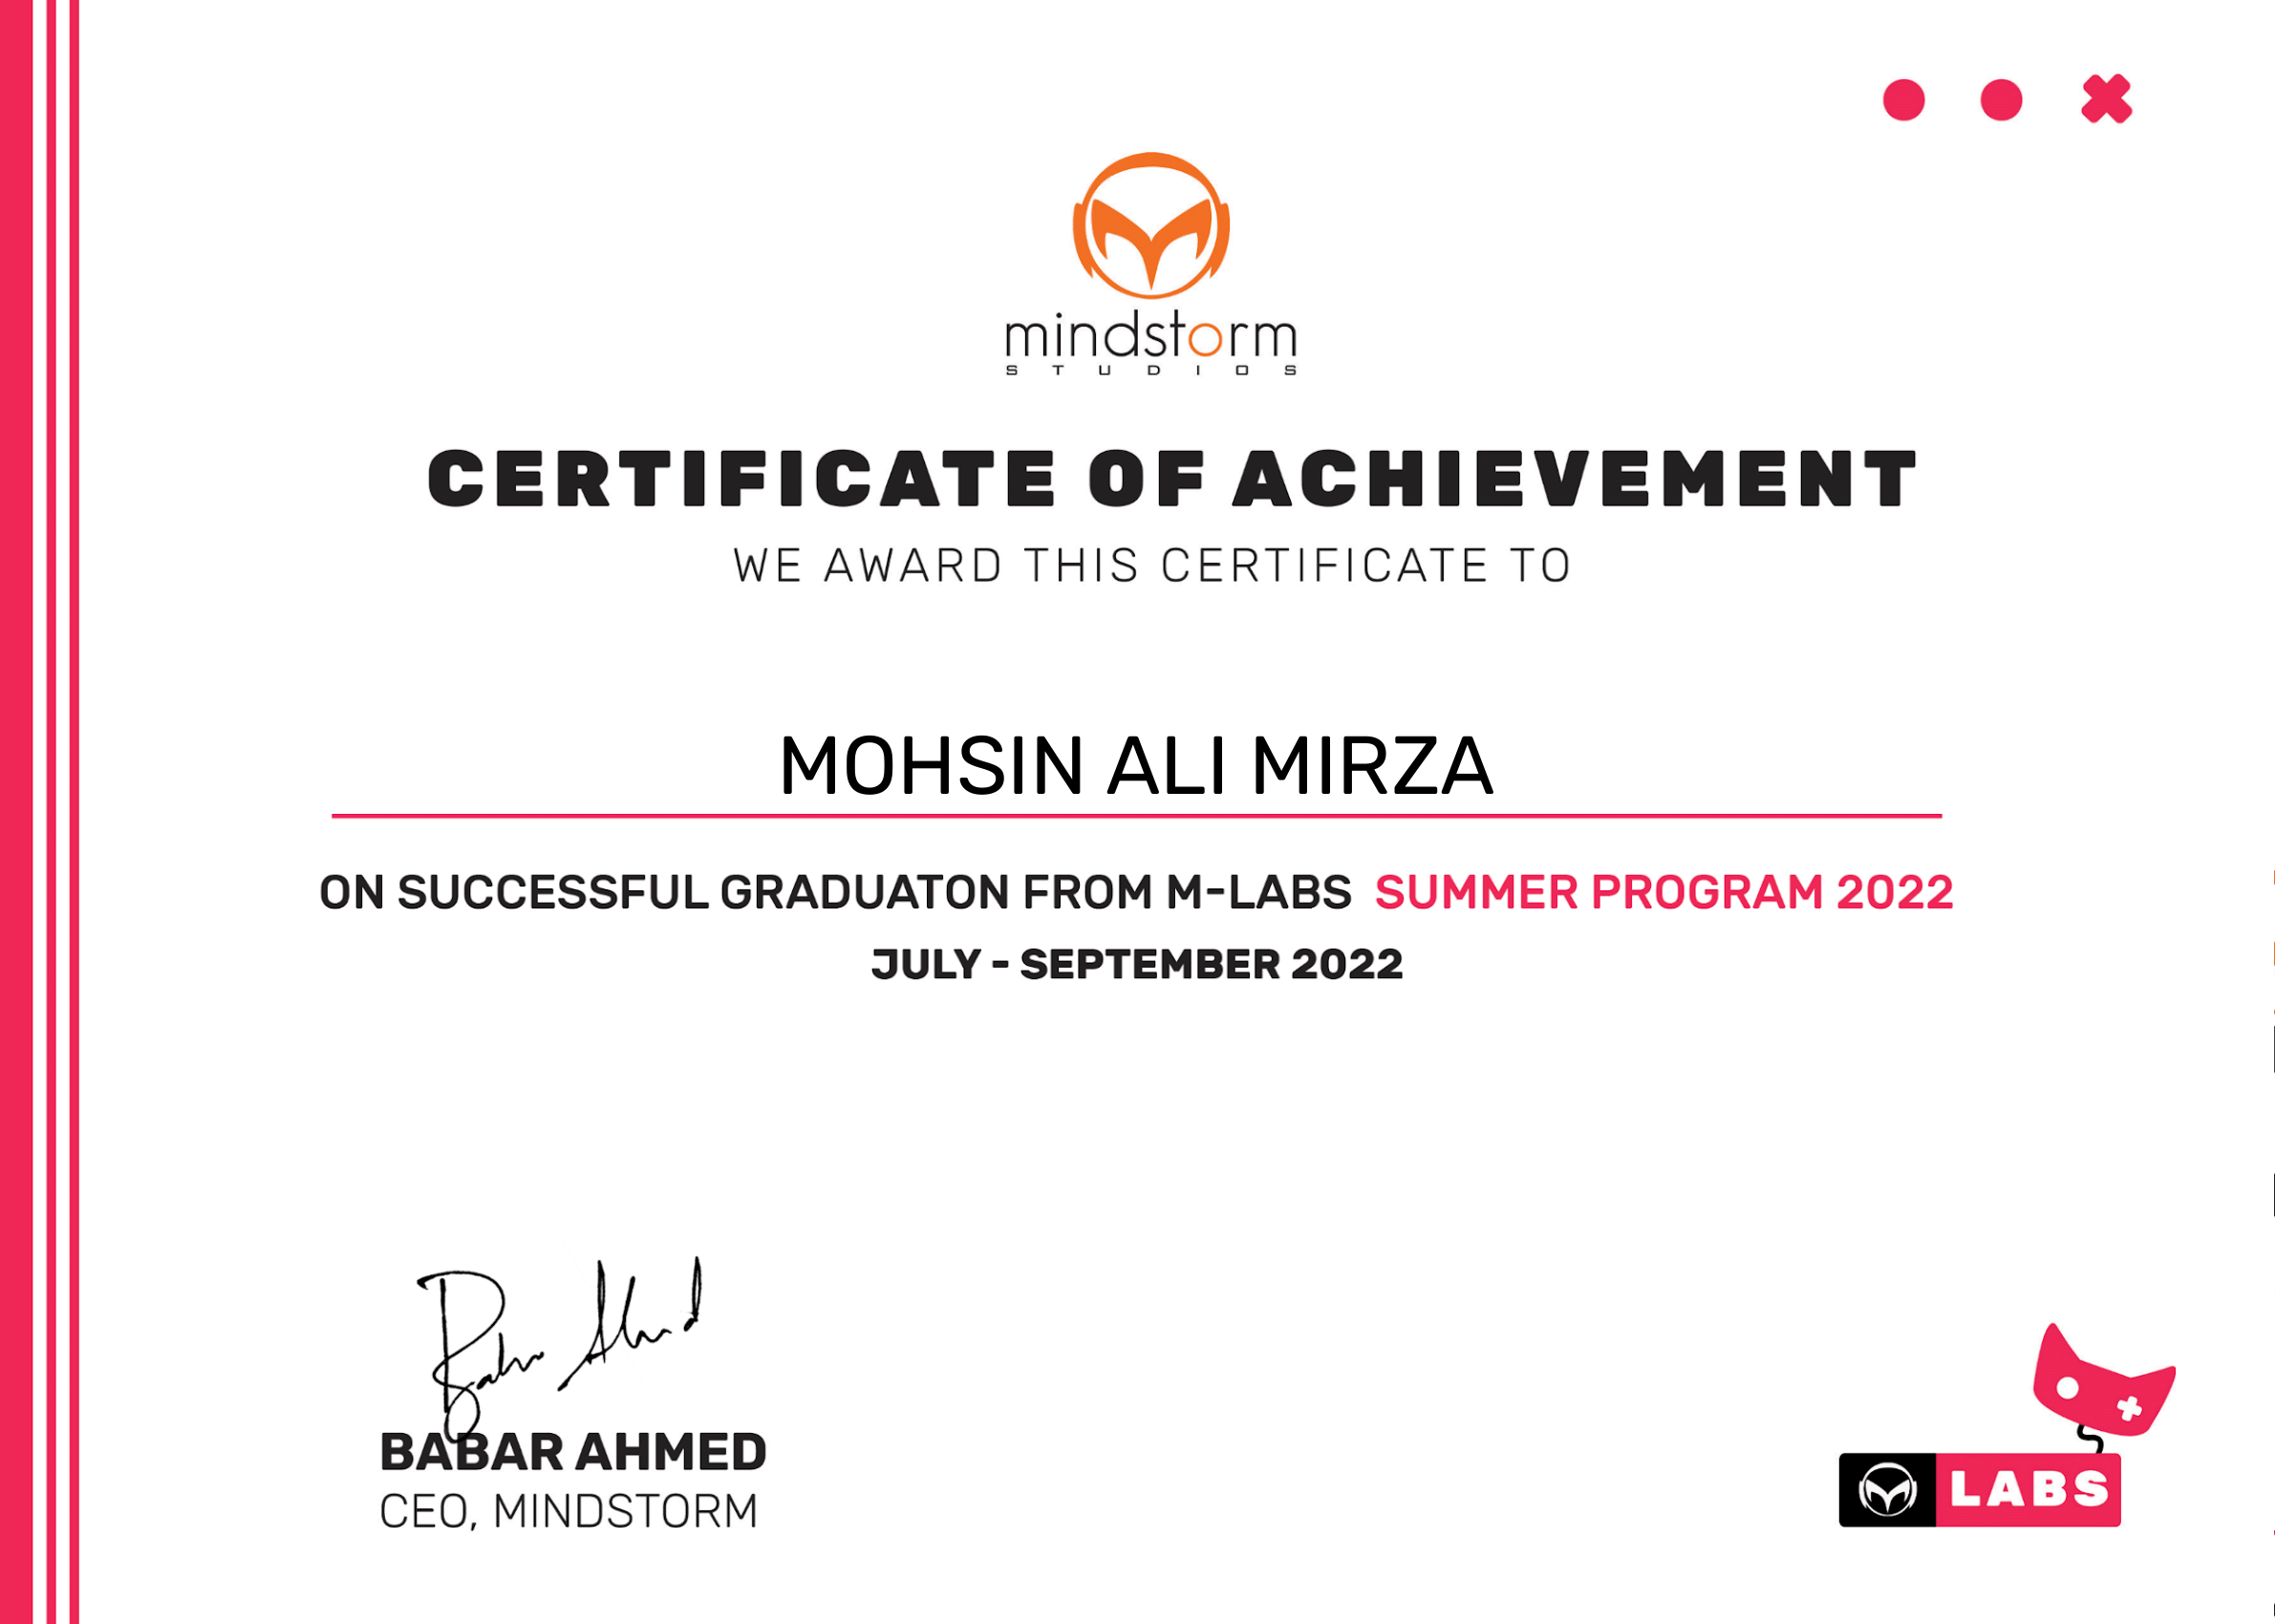 mindstorm
STUDIOS
CERTIFICATE OF ACHIEVEMENT
WE AWARD THIS CERTIFICATE TO
MOHSIN ALI MIRZA
ON SUCCESSFUL GRADUATON FROM M-LABS SUMMER PROGRAM 2022
JULY - SEPTEMBER 2022
Babar Ahmed
BABAR AHMED
CEO, MINDSTORM
LABS